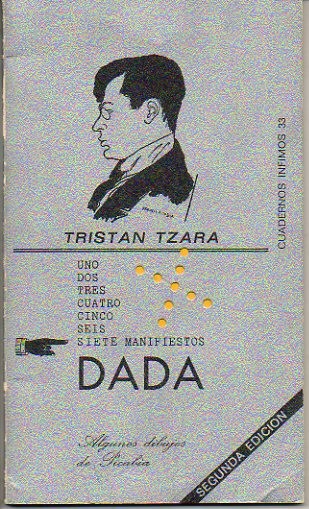 TRISTAN TZARA
CUADERNOS INFIMOS 33
UNO
DOS
TRES
CUATRO
CINCO
SEIS
SIETE MANIFIESTOS
DADA
Algunos dibujos
de Picabia
SEGUNDA EDICION